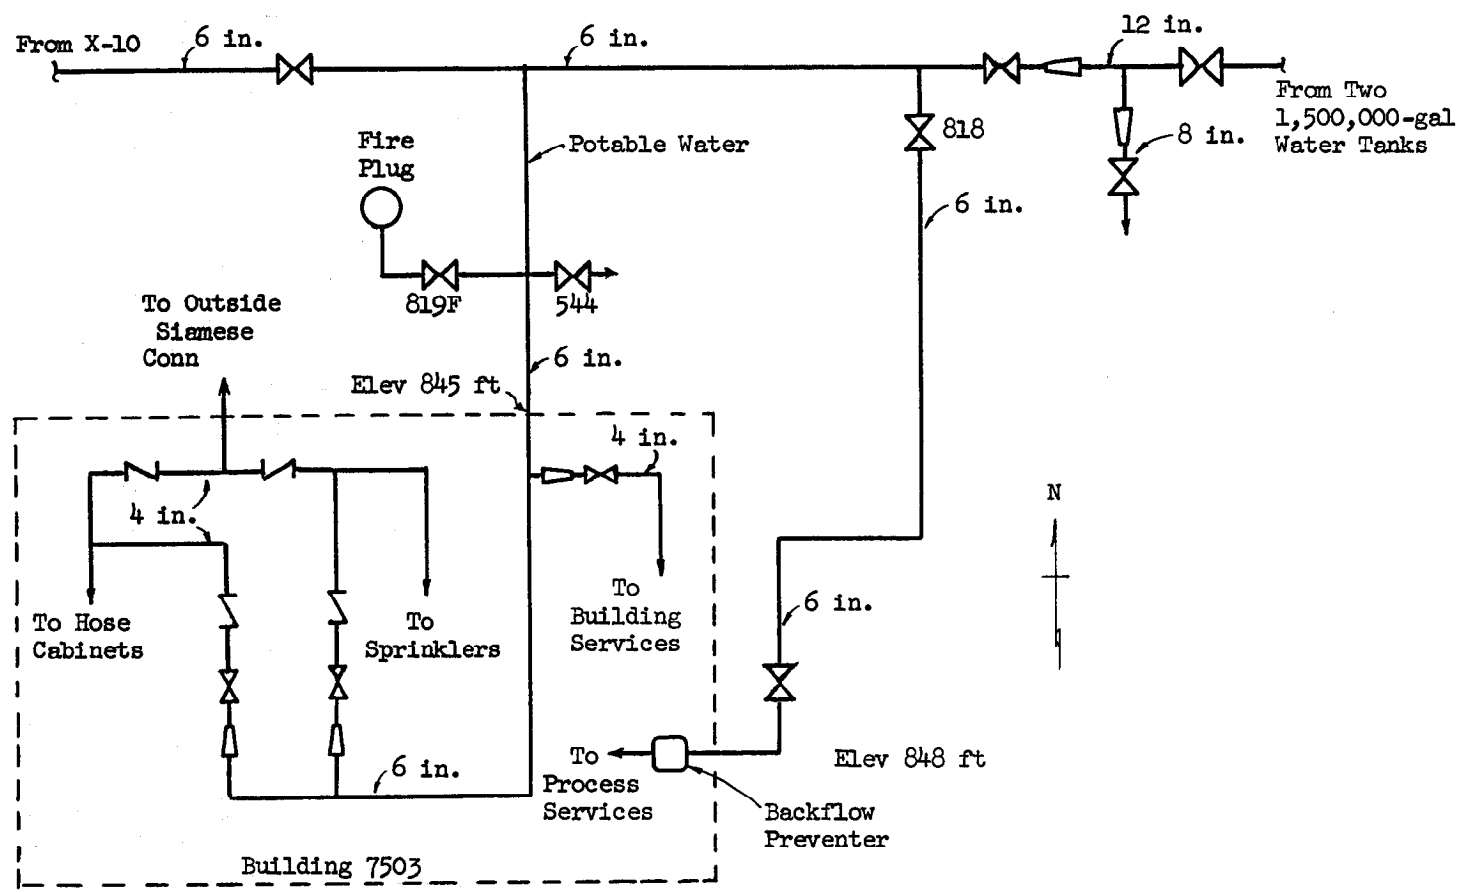 From X-10
6 in.
6 in.
12 in.
From Two
1,500,000-gal
Water Tanks
818
8 in.
Fire
Plug
Potable Water
6 in.
819F
544
To Outside
Siamese
Conn
6 in.
Elev 845 ft
4 in.
4 in.
N
To Hose
Cabinets
To
Sprinklers
To
Building
Services
6 in.
6 in.
To
Process
Services
Elev 848 ft
Backflow
Preventer
Building 7503